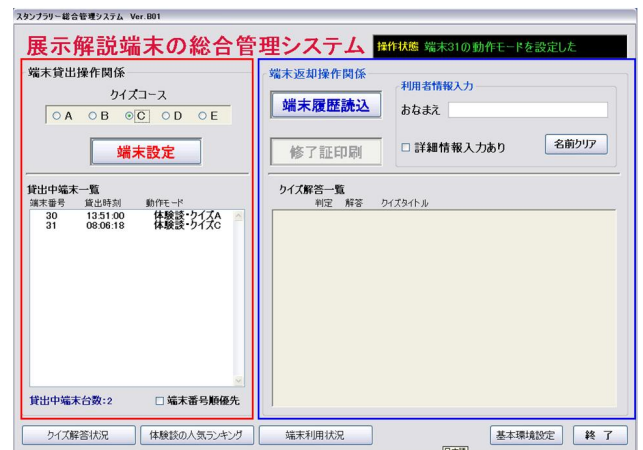 スタンプラリー総合管理システム Ver.B01
展示解説端末の総合管理システム
操作状態 端末31の動作モードを設定した
端末貸出操作関係
クイズコース
A B C D E
端末設定
貸出中端末一覧
端末番号 貸出時刻 動作モード
30 13:51:00 体験談・クイズA
31 08:06:18 体験談・クイズC
貸出中端末台数:2 端末番号順優先
端末返却操作関係
端末履歴読込
修了証印刷
利用者情報入力
おなまえ
詳細情報入力あり 名前クリア
クイズ解答一覧
判定 解答 クイズタイトル
クイズ解答状況 体験談の人気ランキング 端末利用状況 基本環境設定 終 了